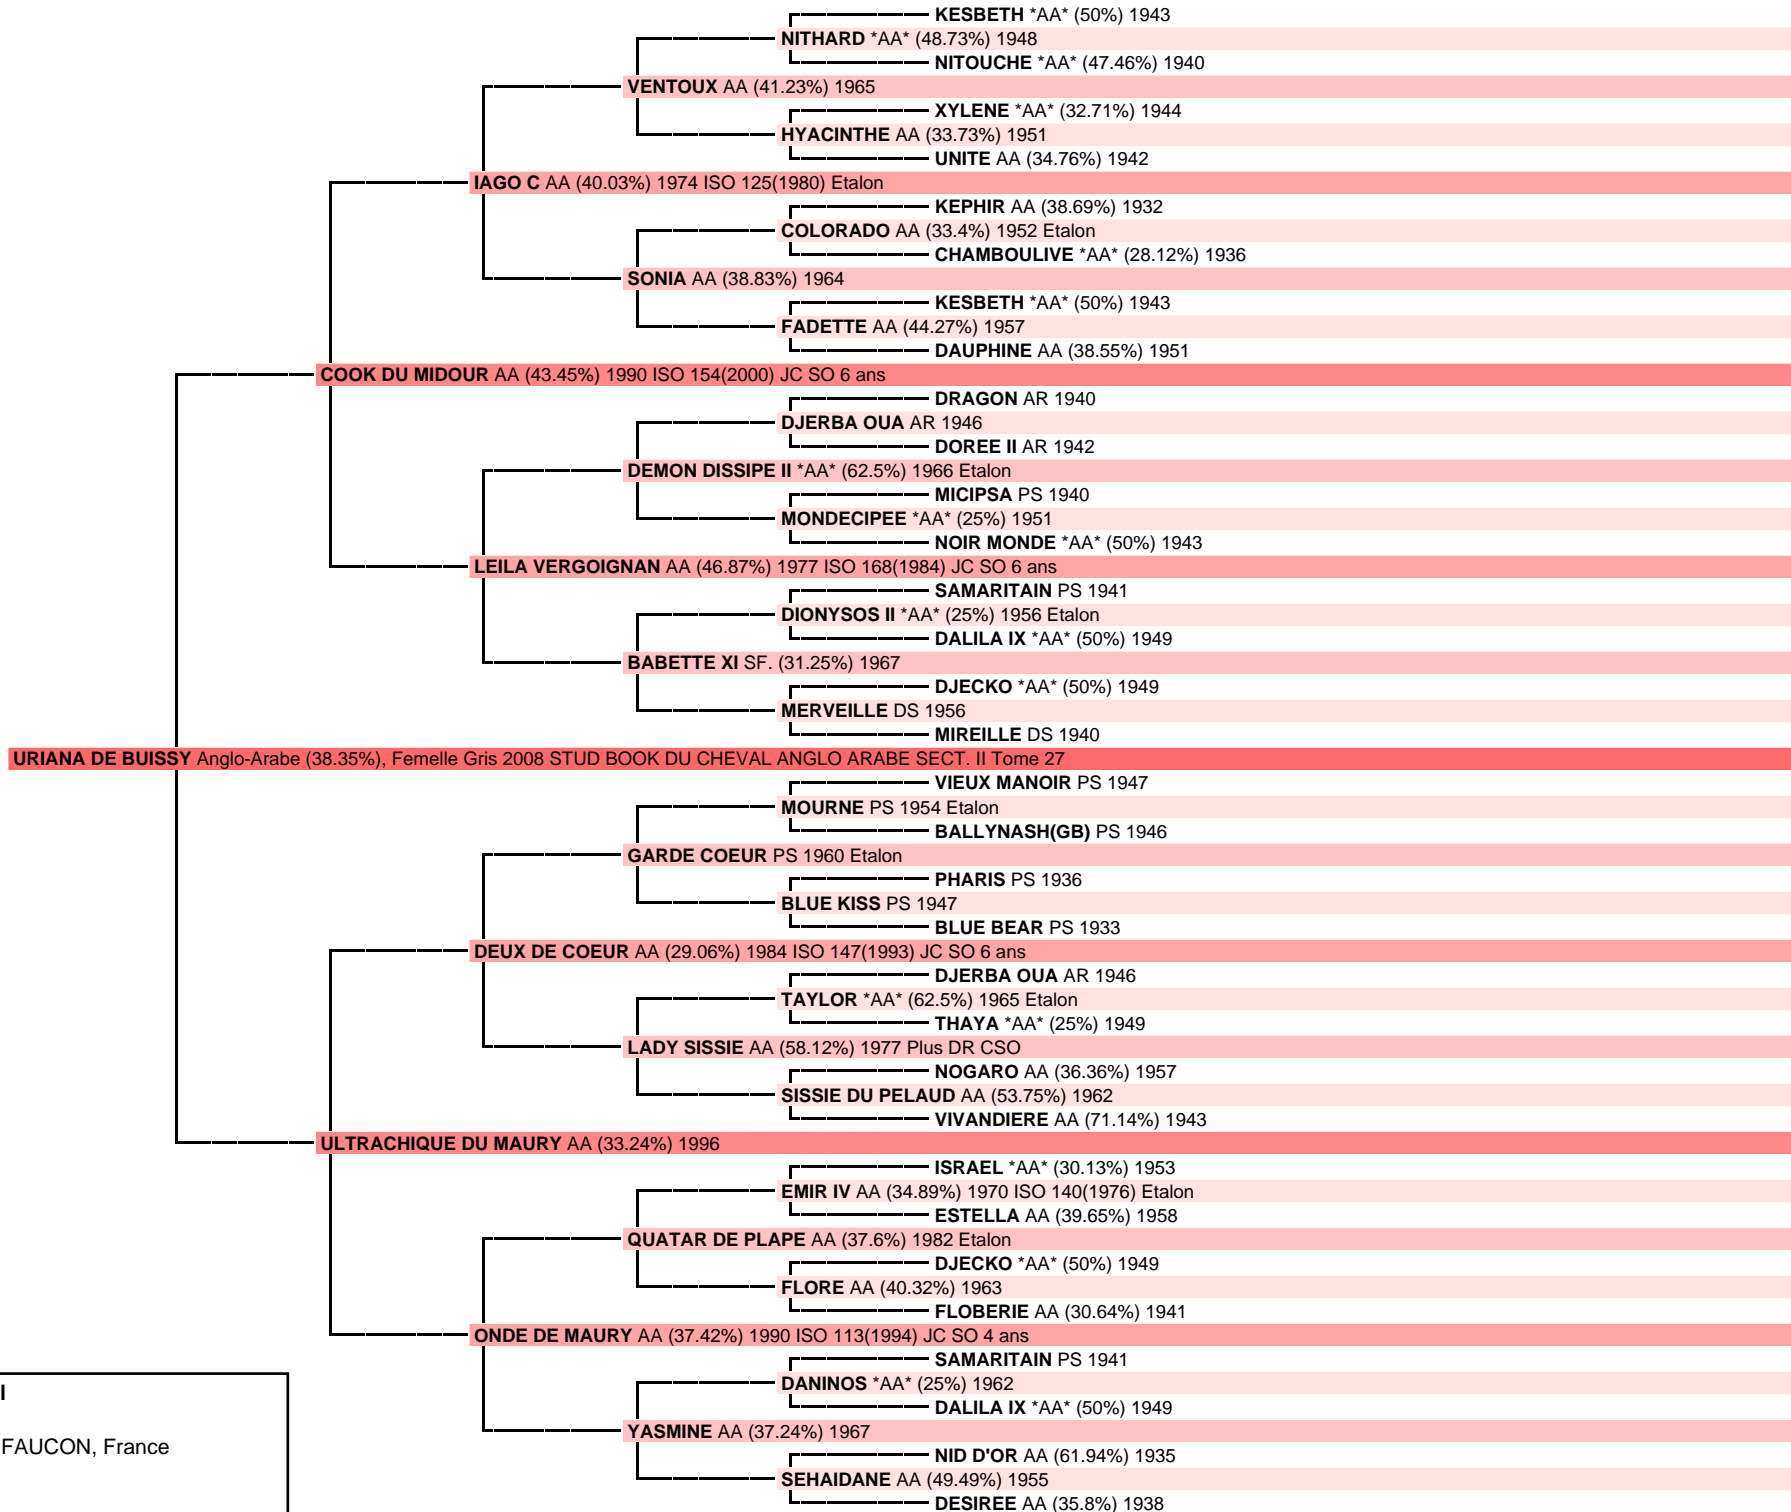 KESBETH *AA* (50%) 1943
NITHARD *AA* (48.73%) 1948
NITOUCHE *AA* (47.46%) 1940
VENTOUX AA (41.23%) 1965
XYLENE *AA* (32.71%) 1944
HYACINTHE AA (33.73%) 1951
UNITE AA (34.76%) 1942
IAGO C AA (40.03%) 1974 ISO 125(1980) Etalon
KEPHIR AA (38.69%) 1932
COLORADO AA (33.4%) 1952 Etalon
CHAMBOULIVE *AA* (28.12%) 1936
SONIA AA (38.83%) 1964
KESBETH *AA* (50%) 1943
FADETTE AA (44.27%) 1957
DAUPHINE AA (38.55%) 1951
COOK DU MIDOUR AA (43.45%) 1990 ISO 154(2000) JC SO 6 ans
DRAGON AR 1940
DJERBA OUA AR 1946
DOREE II AR 1942
DEMON DISSIPE II *AA* (62.5%) 1966 Etalon
MICIPSA PS 1940
MONDECIPEE *AA* (25%) 1951
NOIR MONDE *AA* (50%) 1943
LEILA VERGOIGNAN AA (46.87%) 1977 ISO 168(1984) JC SO 6 ans
SAMARITAIN PS 1941
DIONYSOS II *AA* (25%) 1956 Etalon
DALILA IX *AA* (50%) 1949
BABETTE XI SF. (31.25%) 1967
DJECKO *AA* (50%) 1949
MERVEILLE DS 1956
MIREILLE DS 1940
URIANA DE BUISSY Anglo-Arabe (38.35%), Femelle Gris 2008 STUD BOOK DU CHEVAL ANGLO ARABE SECT. II Tome 27
VIEUX MANOIR PS 1947
MOURNE PS 1954 Etalon
BALLYNASH(GB) PS 1946
GARDE COEUR PS 1960 Etalon
PHARIS PS 1936
BLUE KISS PS 1947
BLUE BEAR PS 1933
DEUX DE COEUR AA (29.06%) 1984 ISO 147(1993) JC SO 6 ans
DJERBA OUA AR 1946
TAYLOR *AA* (62.5%) 1965 Etalon
THAYA *AA* (25%) 1949
LADY SISSIE AA (58.12%) 1977 Plus DR CSO
NOGARO AA (36.36%) 1957
SISSIE DU PELAUD AA (53.75%) 1962
VIVANDIERE AA (71.14%) 1943
ULTRACHIQUE DU MAURY AA (33.24%) 1996
ISRAEL *AA* (30.13%) 1953
EMIR IV AA (34.89%) 1970 ISO 140(1976) Etalon
ESTELLA AA (39.65%) 1958
QUATAR DE PLAPE AA (37.6%) 1982 Etalon
DJECKO *AA* (50%) 1949
FLORE AA (40.32%) 1963
FLOBERIE AA (30.64%) 1941
ONDE DE MAURY AA (37.42%) 1990 ISO 113(1994) JC SO 4 ans
SAMARITAIN PS 1941
DANINOS *AA* (25%) 1962
I
DALILA IX *AA* (50%) 1949
YASMINE AA (37.24%) 1967
FAUCON, France
NID D'OR AA (61.94%) 1935
SEHAIDANE AA (49.49%) 1955
DESIREE AA (35.8%) 1938